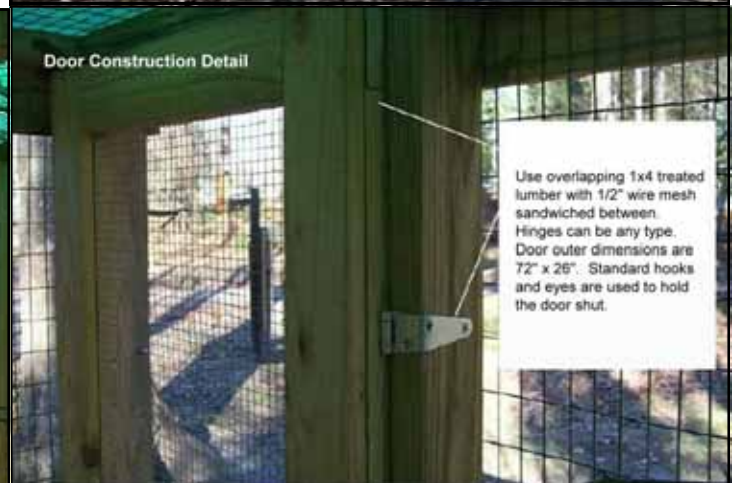 Door Construction Detail
Use overlapping 1x4 treated
lumber with 1/2" wire mesh
sandwiched between.
Hinges can be any type.
Door outer dimensions are
72" x 26". Standard hooks
and eyes are used to hold
the door shut.